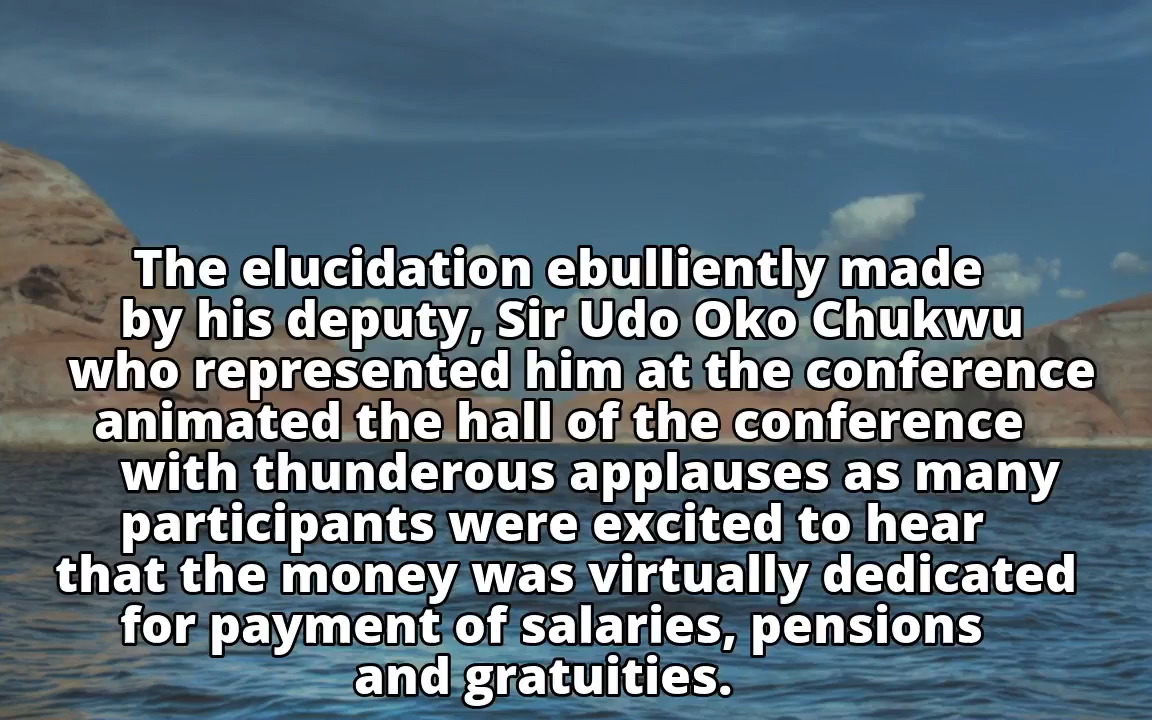 The elucidation ebulliently made
by his deputy, Sir Udo Oko Chukwu
who represented him at the conference
animated the hall of the conference
with thunderous applauses as many
participants were excited to hear
that the money was virtually dedicated
for payment of salaries, pensions
and gratuities.